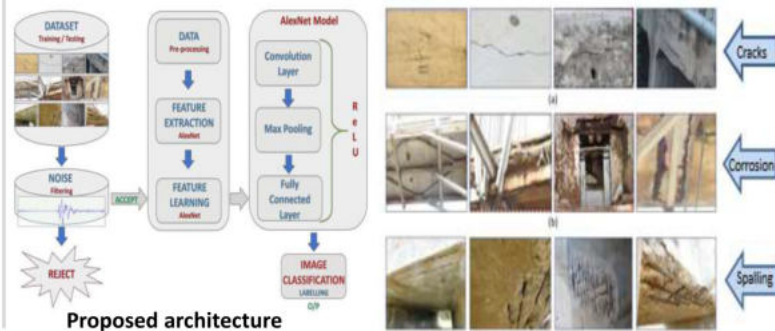 DATASET
Training / Testing
NOISE
Filtering
REJECT
ACCEPT
DATA
Pre-processing
FEATURE
EXTRACTION
AlexNet
FEATURE
LEARNING
AlexNet
AlexNet Model
Convolution
Layer
Max Pooling
Fully
Connected
Layer
R
e
L
U
IMAGE
CLASSIFICATION
LABELLING
O/P
Proposed architecture
Cracks
(a)
Corrosion
(b)
Spalling